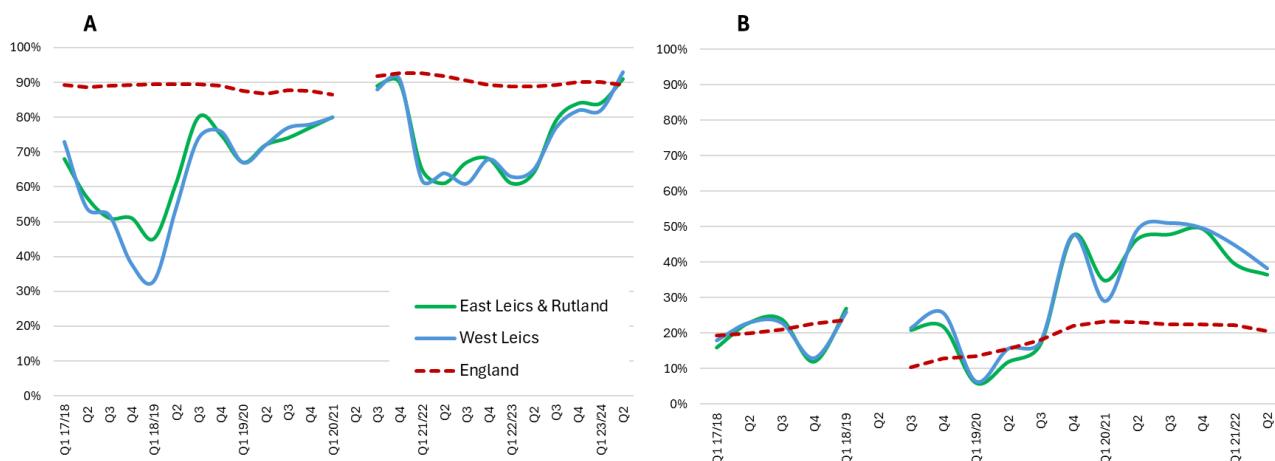 A
100%
90%
80%
70%
60%
50%
40%
30%
20%
10%
0%
East Leics & Rutland
West Leics
England
Q1 17/18
Q2
Q3
Q4
Q1 18/19
Q2
Q3
Q4
Q1 19/20
Q2
Q3
Q4
Q1 20/21
Q2
Q3
Q4
Q1 21/22
Q2
Q3
Q4
Q1 22/23
Q2
Q3
Q4
Q1 23/24
Q2
B
100%
90%
80%
70%
60%
50%
40%
30%
20%
10%
0%
Q1 17/18
Q2
Q3
Q4
Q1 18/19
Q2
Q3
Q4
Q1 19/20
Q2
Q3
Q4
Q1 20/21
Q2
Q3
Q4
Q1 21/22
Q2